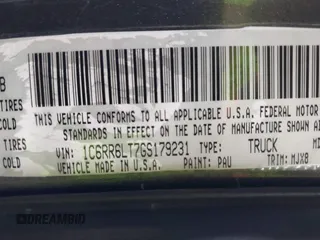 B
TIRES
COLD
TIRES
COLD
THIS VEHICLE CONFORMS TO ALL APPLICABLE U.S.A. FEDERAL MOTOR
STANDARDS IN EFFECT ON THE DATE OF MANUFACTURE SHOWN AB
VIN: 1C6RR6LT7GS179231 TYPE: TRUCK
VEHICLE MADE IN U.S.A. PAINT: PAU TRIM: MJX8
DREAMBID